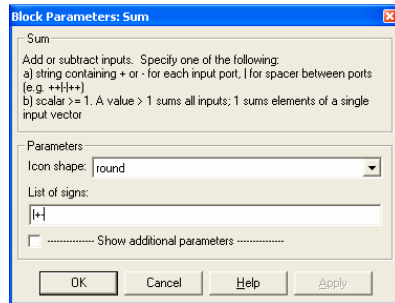 Block Parameters: Sum
Sum
Add or subtract inputs. Specify one of the following:
a) string containing + or - for each input port, | for spacer between ports
(e.g. ++|-|++)
b) scalar >= 1. A value > 1 sums all inputs; 1 sums elements of a single
input vector
Parameters
Icon shape: round
List of signs:
|+-
--------------- Show additional parameters ---------------
OK Cancel Help Apply